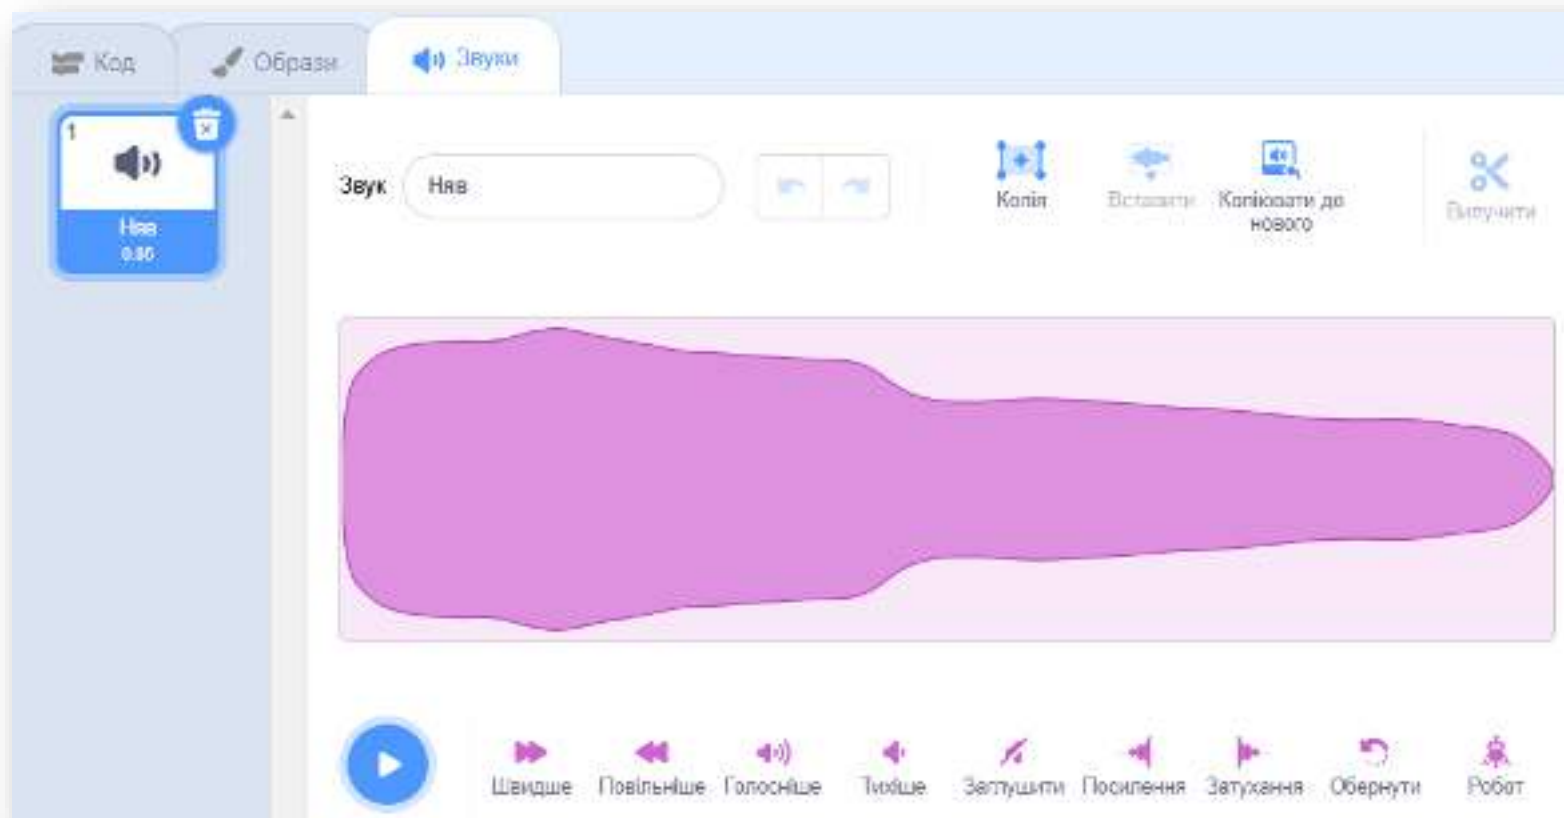 Код
Образи
Звуки
1
Няв
0.85
Звук
Няв
Копія
Вставити
Копіювати до
нового
Вилучити
Швидше
Повільніше
Голосніше
Тихіше
Заглушити
Посилення
Затухання
Обернути
Робот